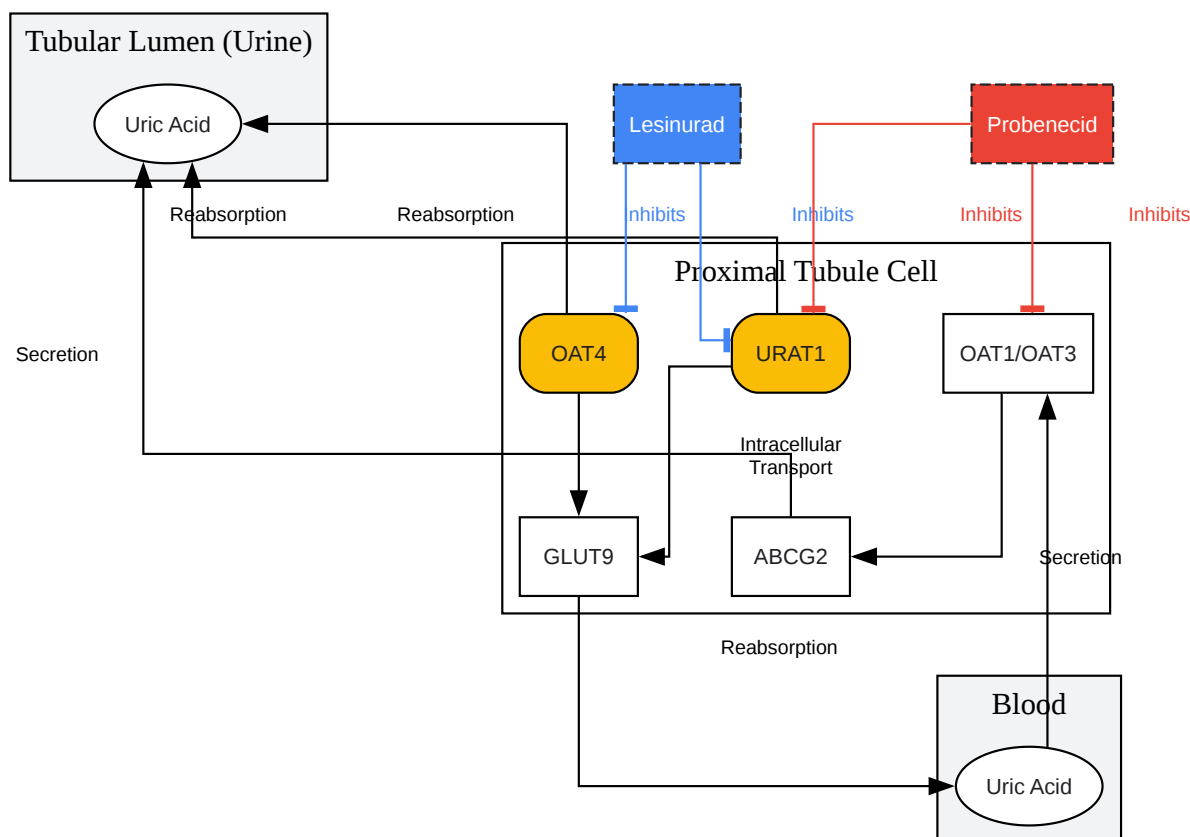 Tubular Lumen (Urine)
Uric Acid
Lesinurad
Probenecid
Reabsorption
Reabsorption
Inhibits
Inhibits
Inhibits
Inhibits
Proximal Tubule Cell
Secretion
OAT4
URAT1
OAT1/OAT3
Intracellular
Transport
GLUT9
ABCG2
Secretion
Reabsorption
Blood
Uric Acid